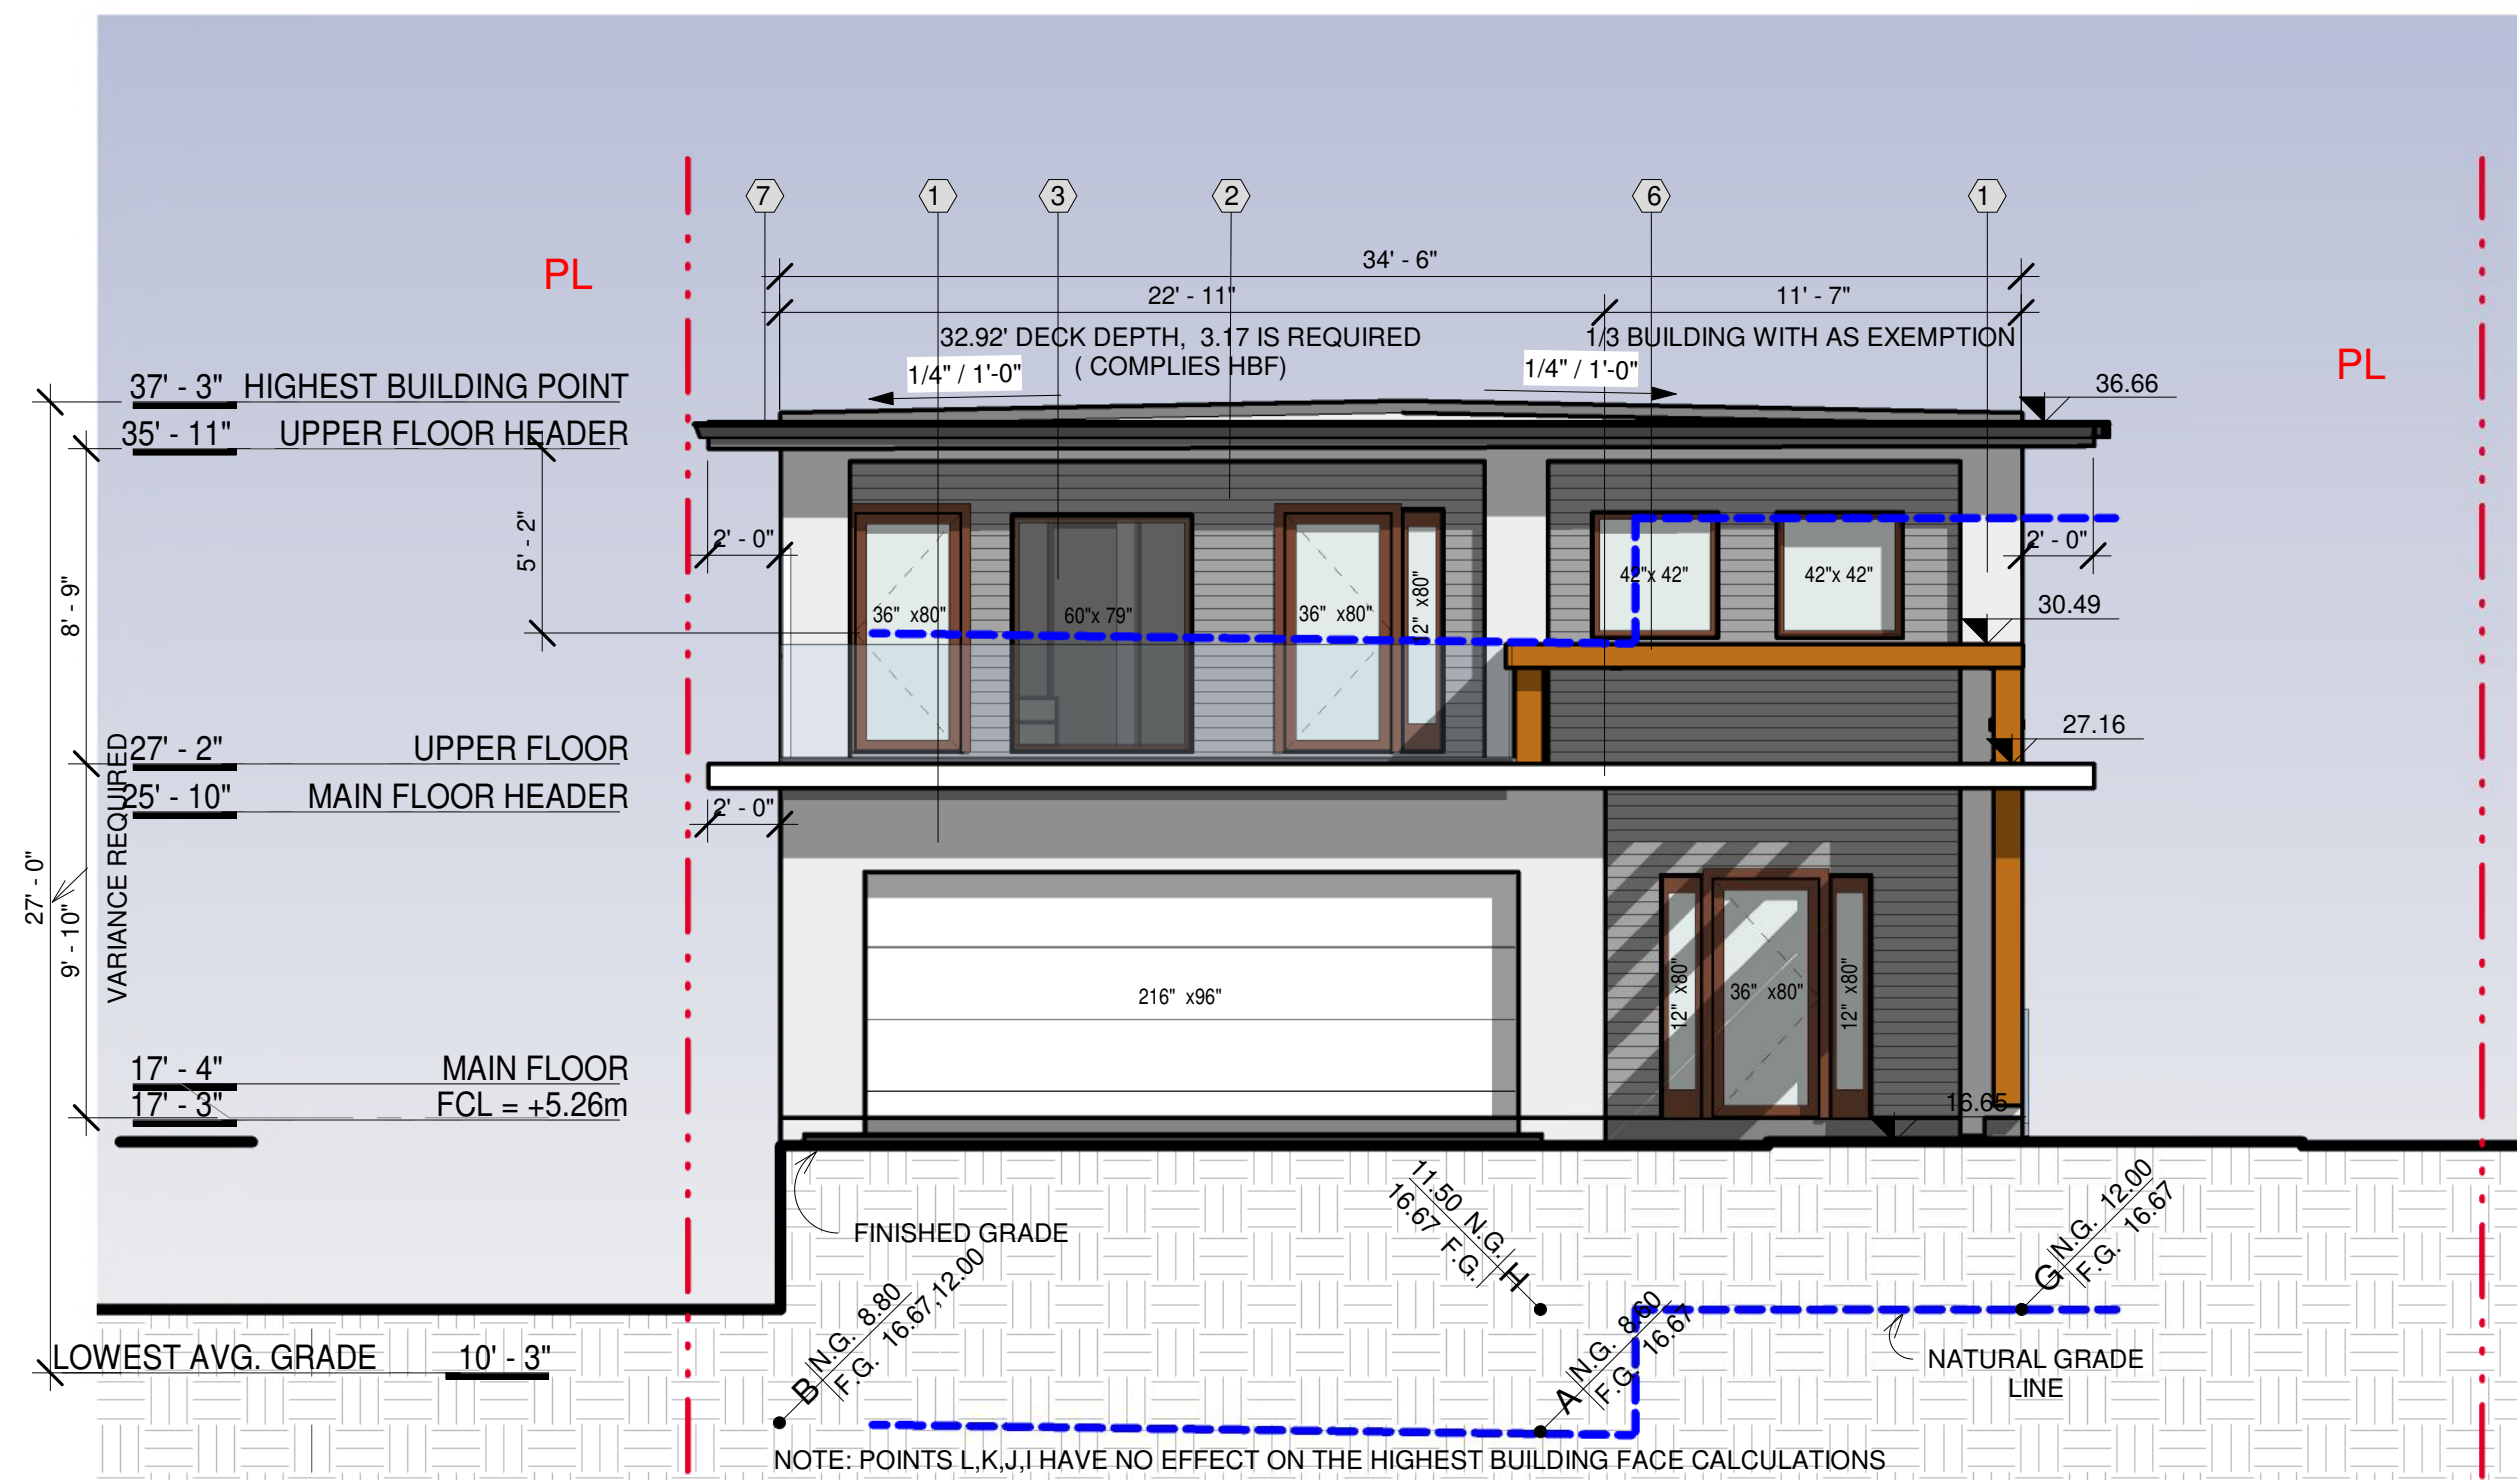 7
1
3
2
6
1
34' - 6"
PL
22' - 11"
11' - 7"
32.92' DECK DEPTH, 3.17 IS REQUIRED
( COMPLIES HBF)
1/3 BUILDING WITH AS EXEMPTION
PL
1/4" / 1'-0"
1/4" / 1'-0"
37' - 3" HIGHEST BUILDING POINT
36.66
35' - 11" UPPER FLOOR HEADER
5' - 2"
2' - 0"
2' - 0"
8' - 9"
36" x80"
60"x 79"
36" x80"
12" x80"
42"x 42"
42"x 42"
30.49
27.16
27' - 2" UPPER FLOOR
25' - 10" MAIN FLOOR HEADER
2' - 0"
VARIANCE REQUIRED
27' - 0"
9' - 10"
216" x96"
12" x80"
36" x80"
12" x80"
17' - 4" MAIN FLOOR
17' - 3" FCL = +5.26m
16.65
FINISHED GRADE
11.50 N.G.
16.67 F.G.
H
N.G. 12.00
F.G. 16.67
G
N.G. 8.80
F.G. 16.67,12.00
B
N.G. 8.60
F.G. 16.67
A
NATURAL GRADE
LINE
LOWEST AVG. GRADE 10' - 3"
NOTE: POINTS L,K,J,I HAVE NO EFFECT ON THE HIGHEST BUILDING FACE CALCULATIONS